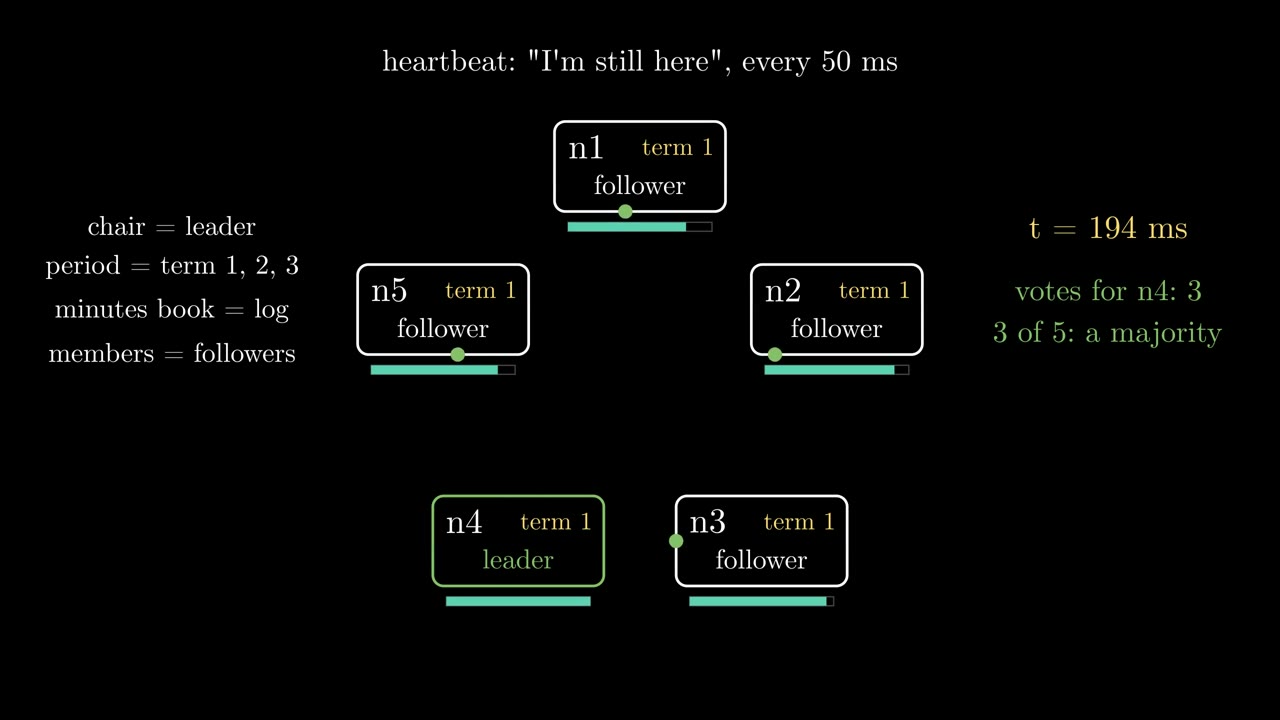 heartbeat: "I'm still here", every 50 ms
n1 term 1
follower
chair = leader
period = term 1, 2, 3
minutes book = log
members = followers
n5 term 1
follower
n2 term 1
follower
t = 194 ms
votes for n4: 3
3 of 5: a majority
n4 term 1
leader
n3 term 1
follower